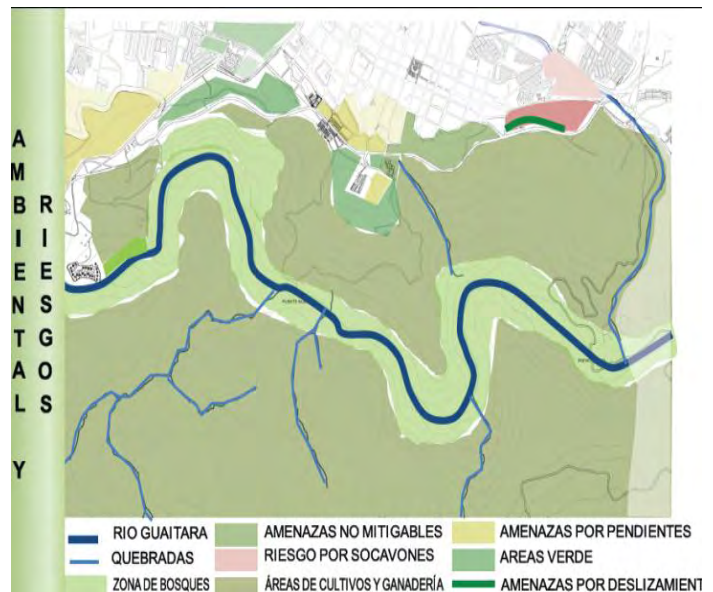 AMBIENTAL Y
RIESGOS
RIO GUAITARA
AMENAZAS NO MITIGABLES
AMENAZAS POR PENDIENTES
QUEBRADAS
RIESGO POR SOCAVONES
AREAS VERDE
ZONA DE BOSQUES
ÁREAS DE CULTIVOS Y GANADERÍA
AMENAZAS POR DESLIZAMIENT